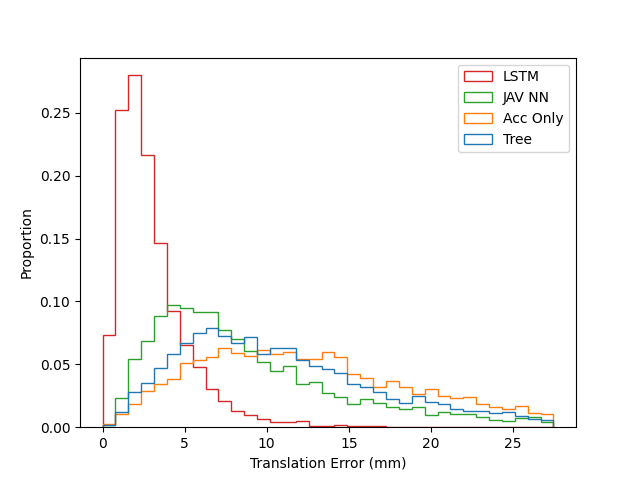 LSTM
JAV NN
Acc Only
Tree
0.25
0.20
0.15
0.10
0.05
0.00
Proportion
0 5 10 15 20 25
Translation Error (mm)